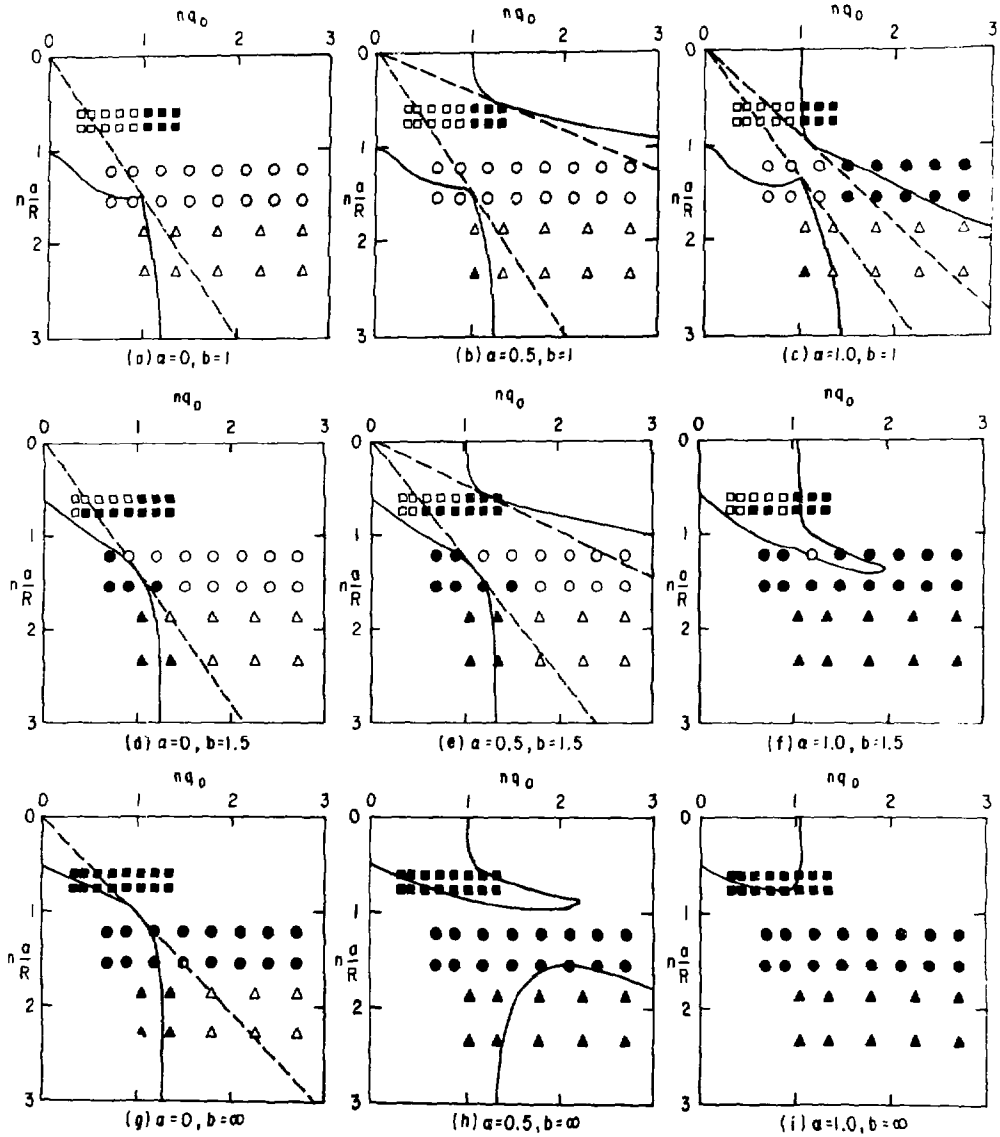 nq₀ nq₀ nq₀
0 1 2 3 0 1 2 3 0 1 2 3
0 0 0
1 1 1
n a/R n a/R n a/R
2 2 2
3 3 3
(a) α=0, b=1 (b) α=0.5, b=1 (c) α=1.0, b=1
nq₀ nq₀ nq₀
0 1 2 3 0 1 2 3 0 1 2 3
0 0 0
1 1 1
n a/R n a/R n a/R
2 2 2
3 3 3
(d) α=0, b=1.5 (e) α=0.5, b=1.5 (f) α=1.0, b=1.5
nq₀ nq₀ nq₀
0 1 2 3 0 1 2 3 0 1 2 3
0 0 0
1 1 1
n a/R n a/R n a/R
2 2 2
3 3 3
(g) α=0, b=∞ (h) α=0.5, b=∞ (i) α=1.0, b=∞